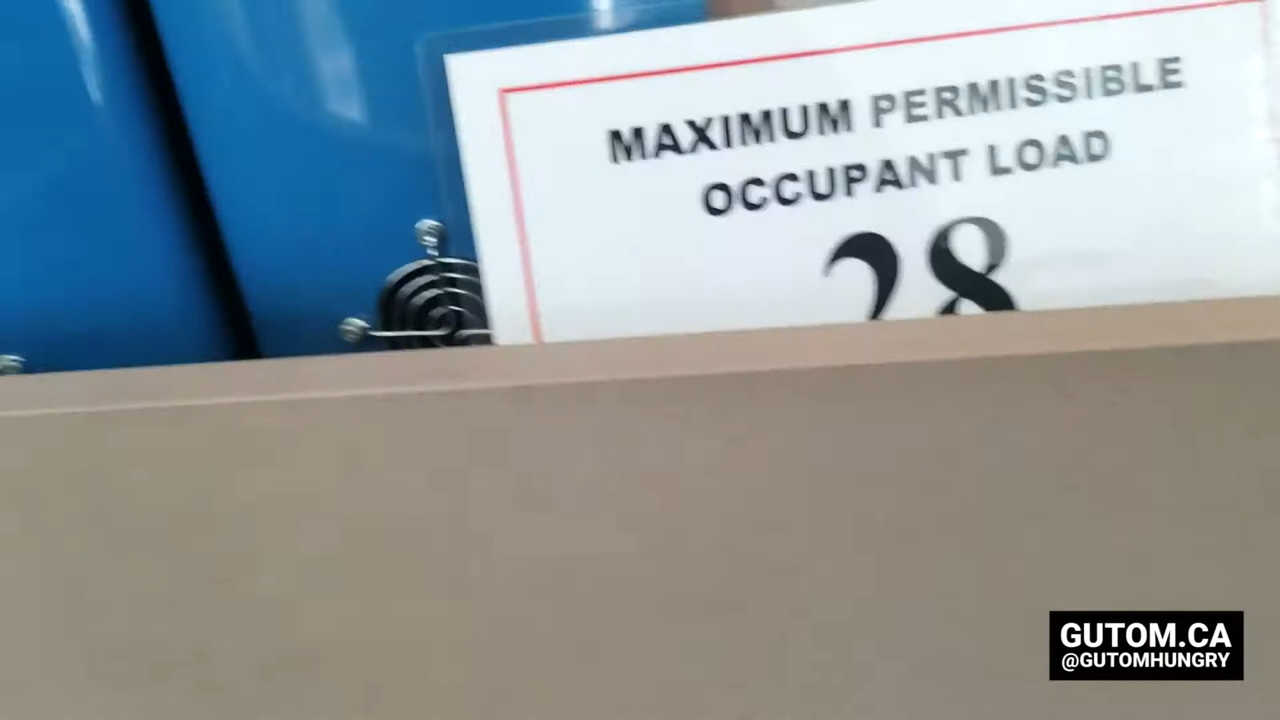 MAXIMUM PERMISSIBLE
OCCUPANT LOAD
28
GUTOM.CA
@GUTOMHUNGRY